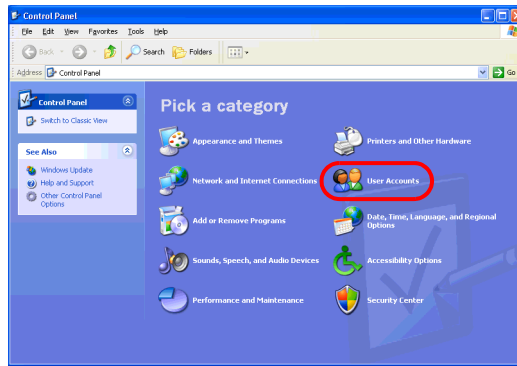 Control Panel
File Edit View Favorites Tools Help
Back Search Folders
Address Control Panel Go
Control Panel
Switch to Classic View
See Also
Windows Update
Help and Support
Other Control Panel
Options
Pick a category
Appearance and Themes
Printers and Other Hardware
Network and Internet Connections
User Accounts
Add or Remove Programs
Date, Time, Language, and Regional
Options
Sounds, Speech, and Audio Devices
Accessibility Options
Performance and Maintenance
Security Center